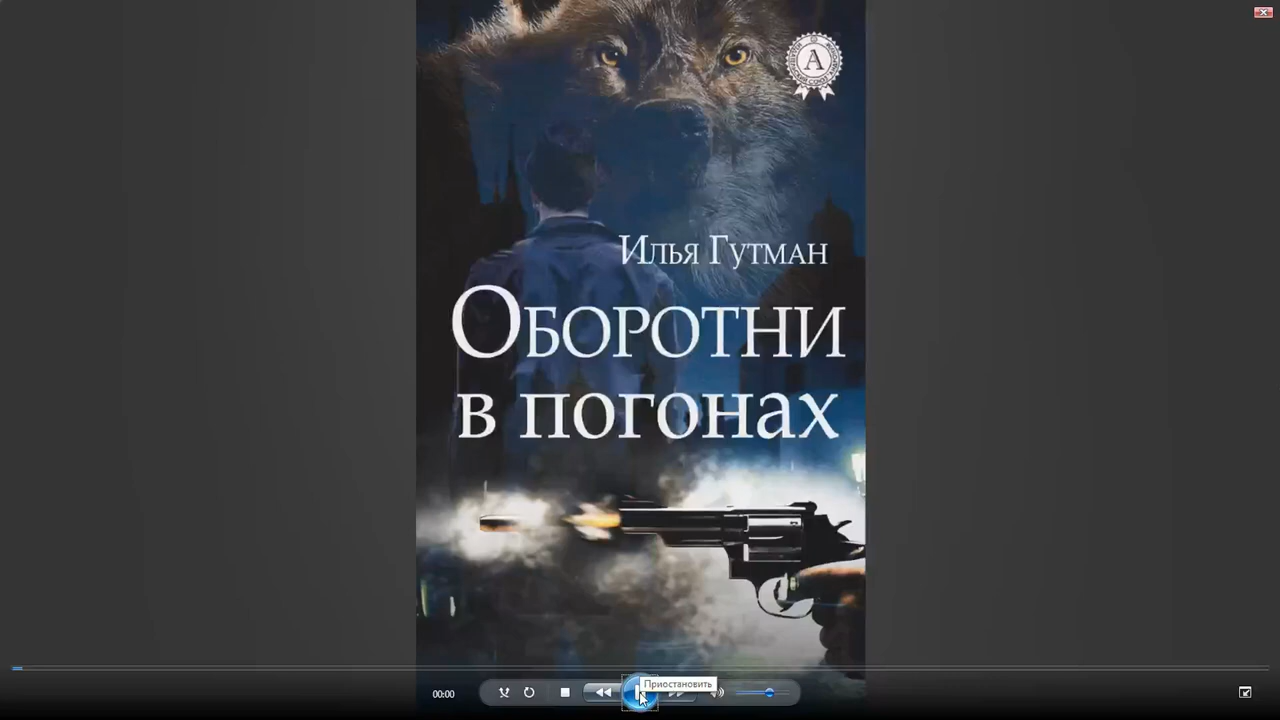 А
Илья Гутман
Оборотни
в погонах
Приостановить
00:00